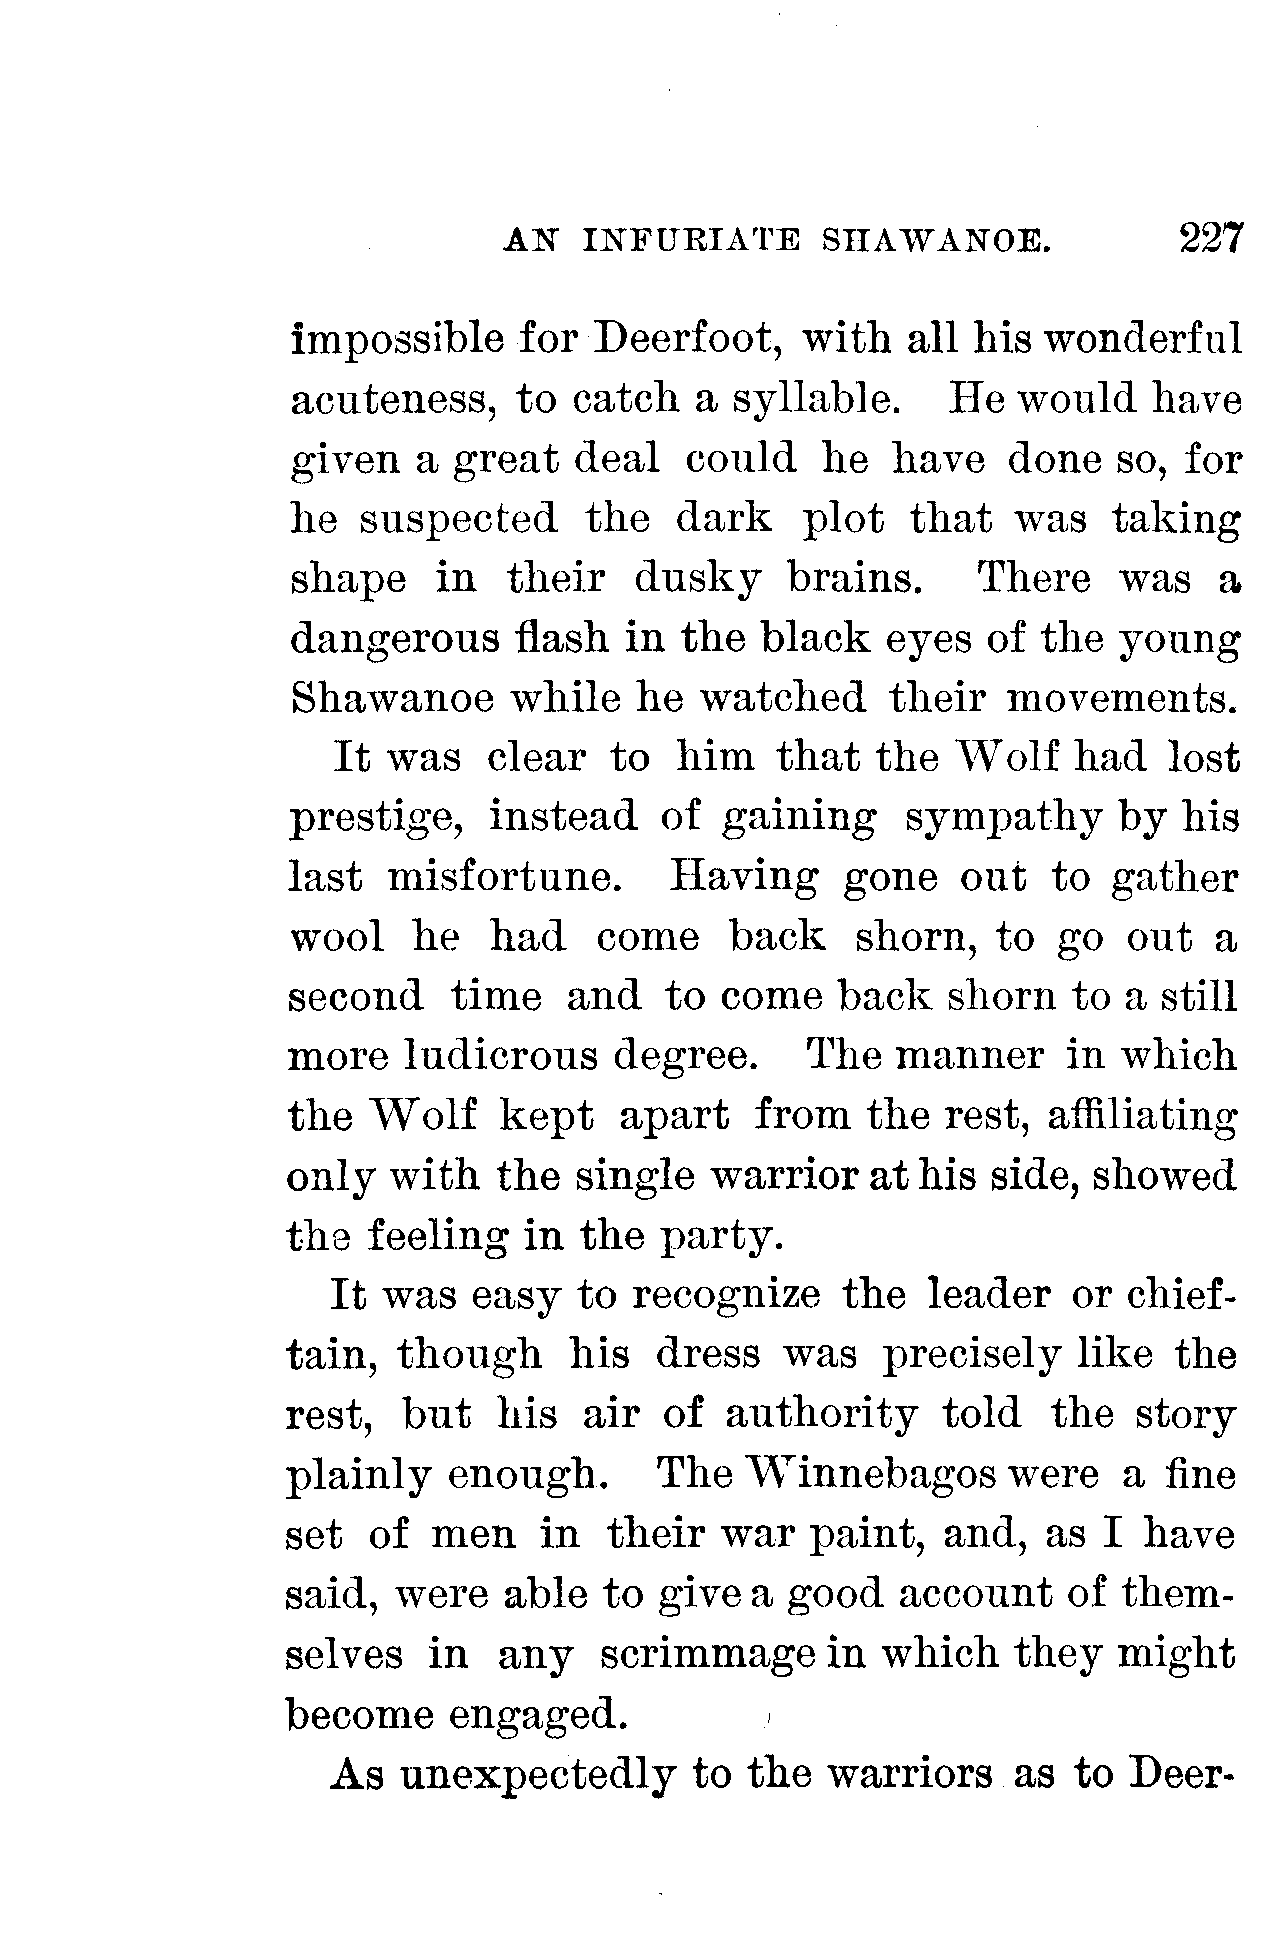 AN INFURIATE SHAWANOE. 227
impossible for Deerfoot, with all his wonderful
acuteness, to catch a syllable. He would have
given a great deal could he have done so, for
he suspected the dark plot that was taking
shape in their dusky brains. There was a
dangerous flash in the black eyes of the young
Shawanoe while he watched their movements.
It was clear to him that the Wolf had lost
prestige, instead of gaining sympathy by his
last misfortune. Having gone out to gather
wool he had come back shorn, to go out a
second time and to come back shorn to a still
more ludicrous degree. The manner in which
the Wolf kept apart from the rest, affiliating
only with the single warrior at his side, showed
the feeling in the party.
It was easy to recognize the leader or chief-
tain, though his dress was precisely like the
rest, but his air of authority told the story
plainly enough. The Winnebagos were a fine
set of men in their war paint, and, as I have
said, were able to give a good account of them-
selves in any scrimmage in which they might
become engaged.
As unexpectedly to the warriors as to Deer-